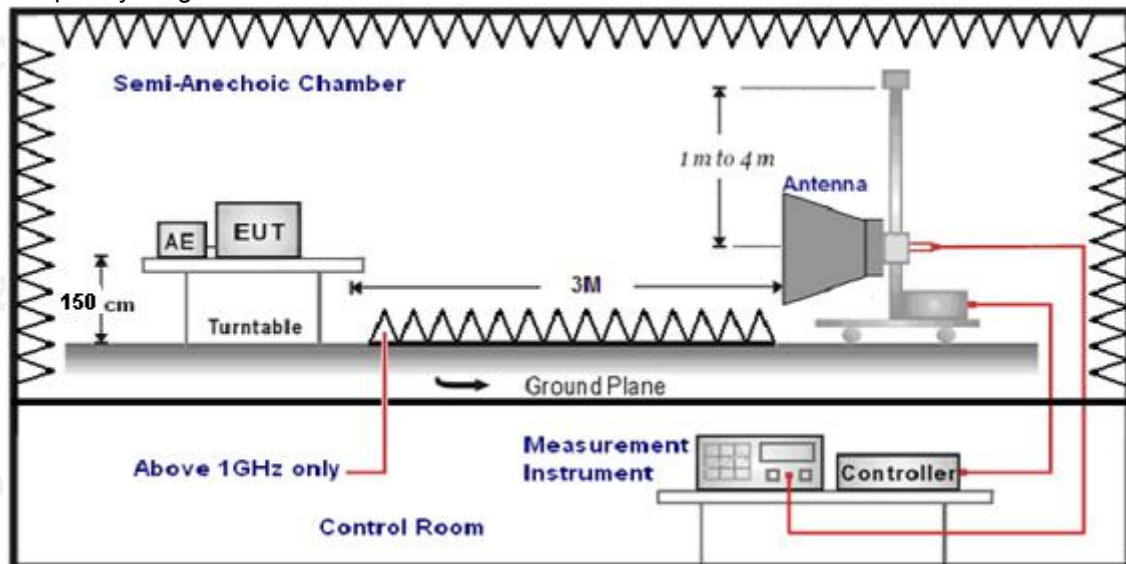 Semi-Anechoic Chamber
1 m to 4 m
Antenna
AE
EUT
150 cm
3M
Turntable
Ground Plane
Above 1GHz only
Measurement
Instrument
Controller
Control Room